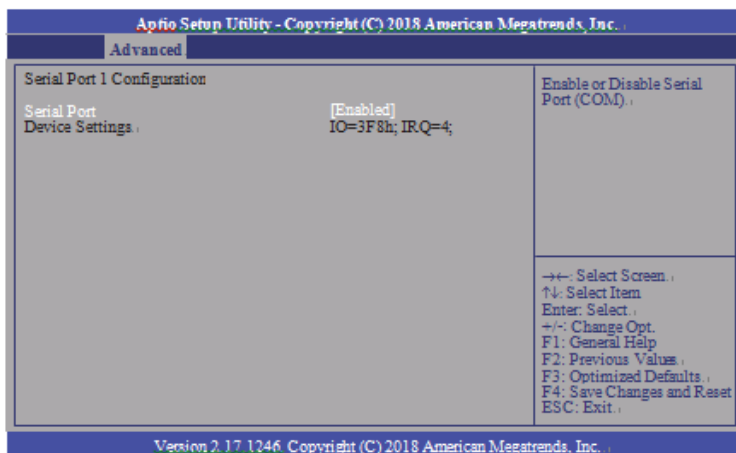 Aptio Setup Utility - Copyright (C) 2018 American Megatrends, Inc.
Advanced
Serial Port 1 Configuration
Serial Port [Enabled]
Device Settings IO=3F8h; IRQ=4;
Enable or Disable Serial
Port (COM).
→←: Select Screen
↑↓: Select Item
Enter: Select
+/-: Change Opt.
F1: General Help
F2: Previous Values
F3: Optimized Defaults
F4: Save Changes and Reset
ESC: Exit
Version 2.17.1246. Copyright (C) 2018 American Megatrends, Inc.